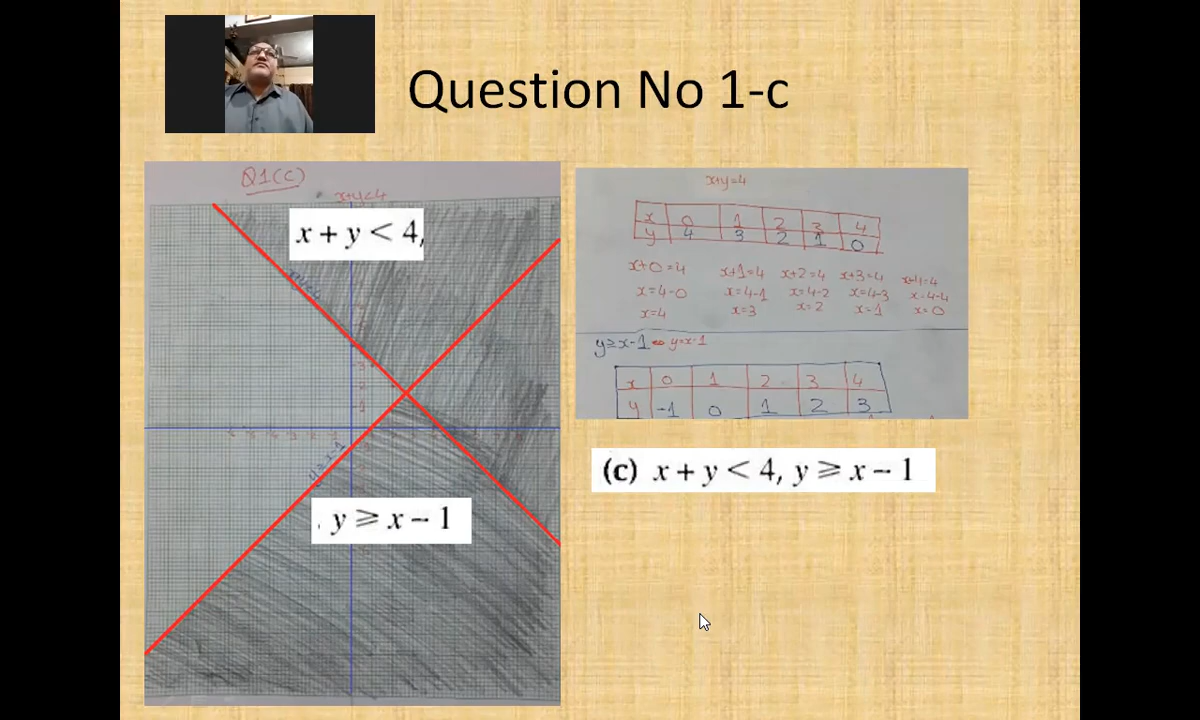 Question No 1-c
Q1(C)
x+y<4
x + y < 4,
y ⩾ x − 1
x+y=4
x 0 1 2 3 4
y 4 3 2 1 0
x+0=4 x+1=4 x+2=4 x+3=4 x+4=4
x=4-0 x=4-1 x=4-2 x=4-3 x=4-4
x=4 x=3 x=2 x=1 x=0
y≥x-1 ⇔ y=x-1
x 0 1 2 3 4
y -1 0 1 2 3
(c) x + y < 4, y ⩾ x − 1